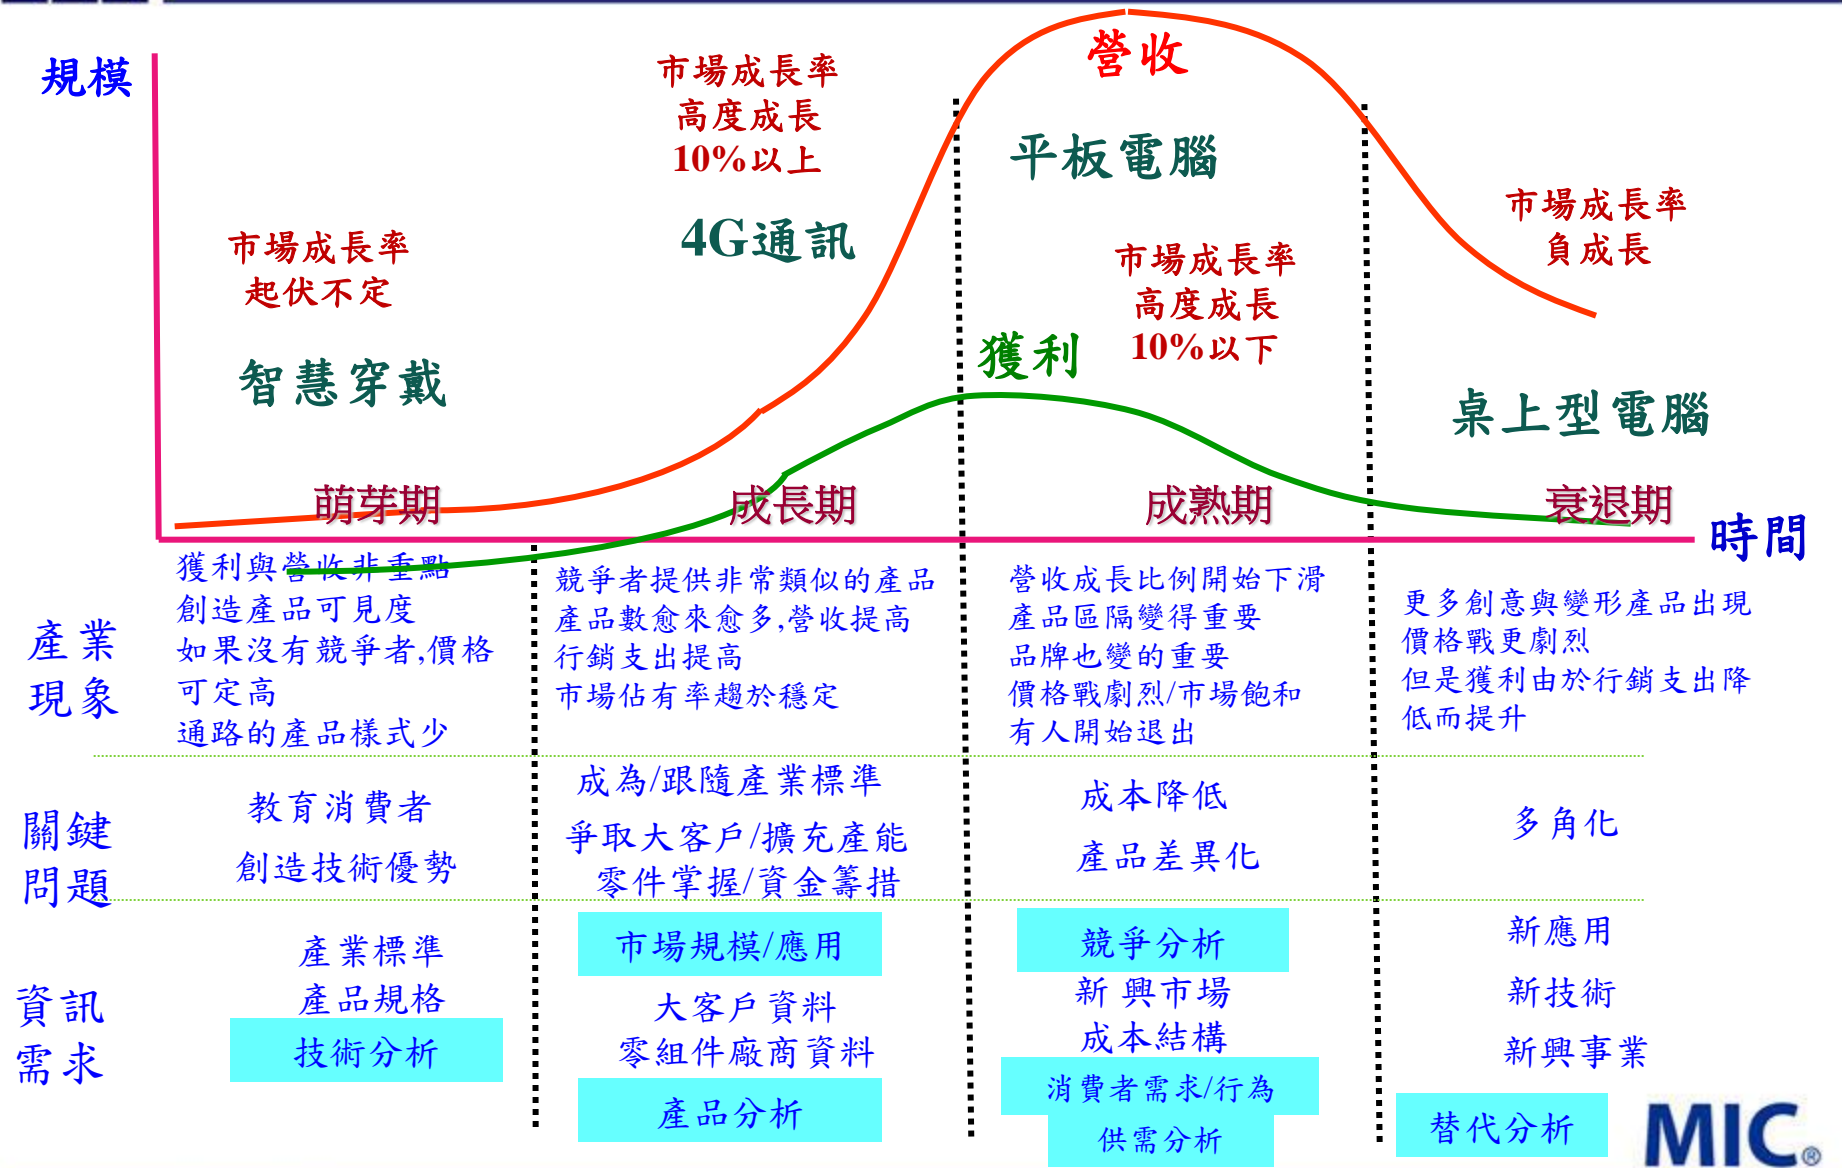 規模
營收
市場成長率
起伏不定
智慧穿戴
市場成長率
高度成長
10%以上
4G通訊
平板電腦
市場成長率
高度成長
10%以下
獲利
市場成長率
負成長
桌上型電腦
萌芽期
成長期
成熟期
衰退期
時間
產業
現象
獲利與營收非重點
創造產品可見度
如果沒有競爭者,價格
可定高
通路的產品樣式少
競爭者提供非常類似的產品
產品數愈來愈多,營收提高
行銷支出提高
市場佔有率趨於穩定
營收成長比例開始下滑
產品區隔變得重要
品牌也變的重要
價格戰劇烈/市場飽和
有人開始退出
更多創意與變形產品出現
價格戰更劇烈
但是獲利由於行銷支出降
低而提升
關鍵
問題
教育消費者
創造技術優勢
成為/跟隨產業標準
爭取大客戶/擴充產能
零件掌握/資金籌措
成本降低
產品差異化
多角化
資訊
需求
產業標準
產品規格
技術分析
市場規模/應用
大客戶資料
零組件廠商資料
產品分析
競爭分析
新興市場
成本結構
消費者需求/行為
供需分析
新應用
新技術
新興事業
替代分析
MIC®